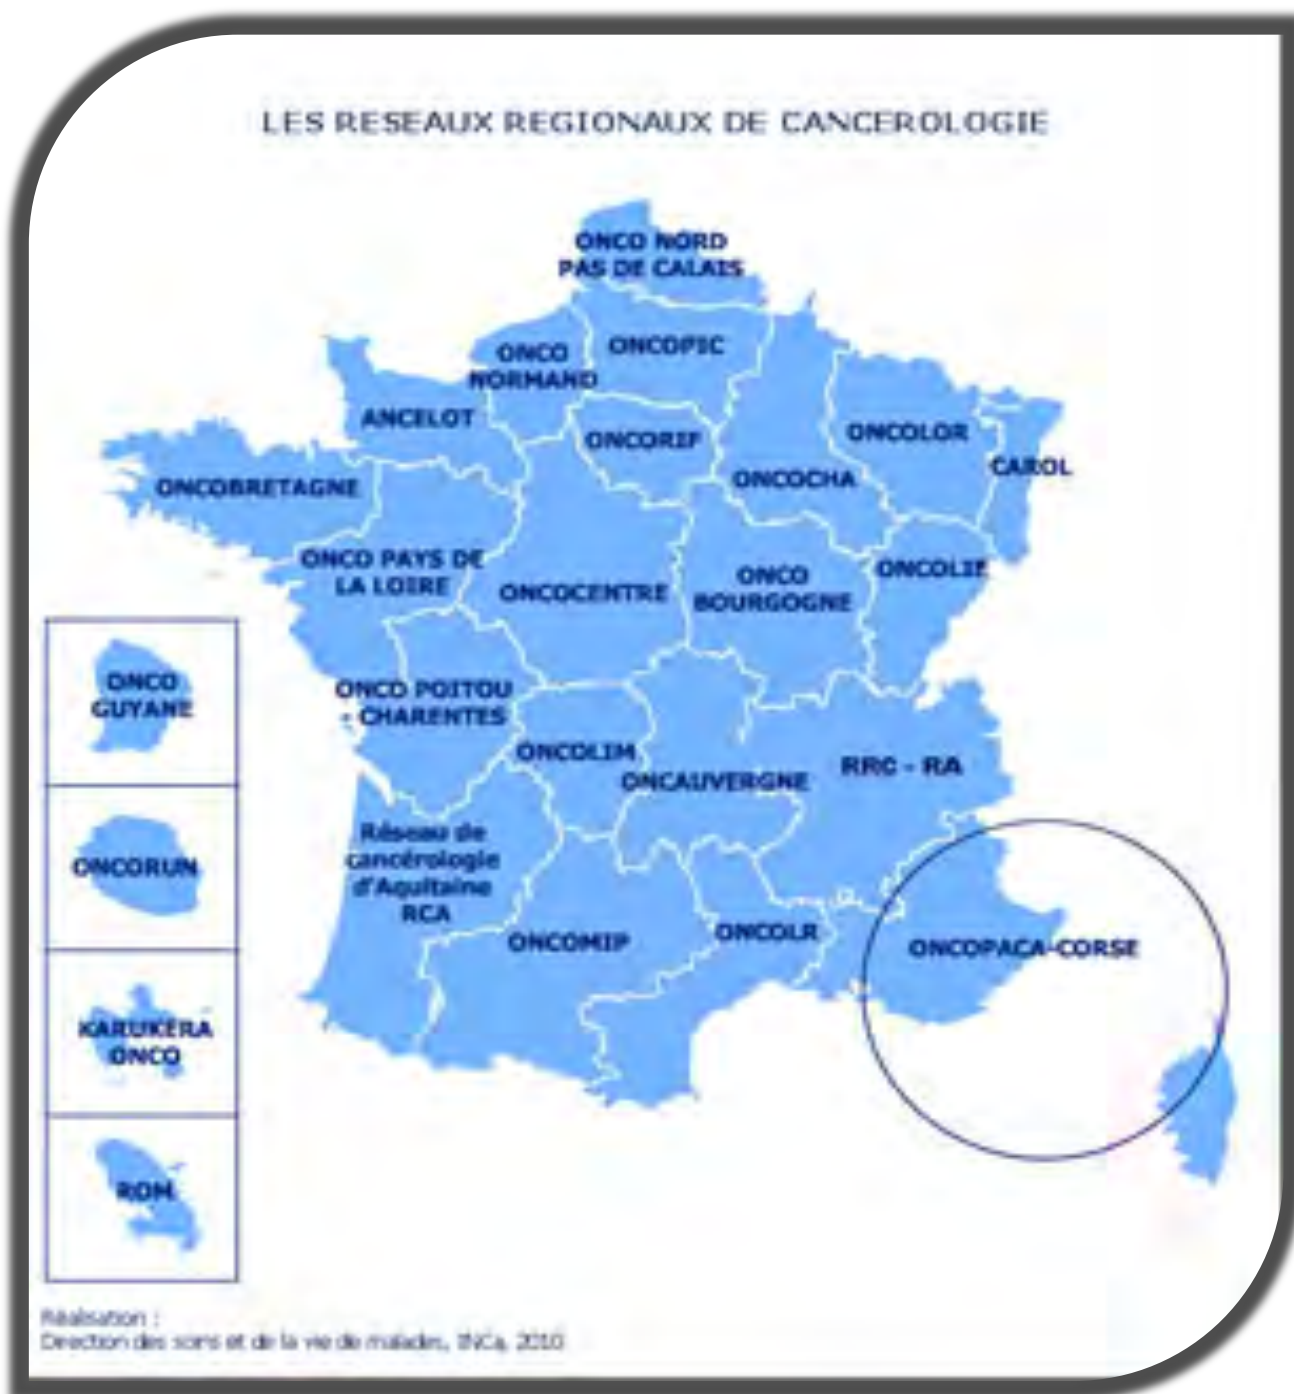 LES RESEAUX REGIONAUX DE CANCEROLOGIE
ONCO NORD
PAS DE CALAIS
ONCO
NORMAND
ONCOPIC
ANCELOT
ONCORIF
ONCOLOR
CAROL
ONCOCHA
ONCOBRETAGNE
ONCO PAYS DE
LA LOIRE
ONCOCENTRE
ONCO
BOURGOGNE
ONCOLIE
ONCO
GUYANE
ONCO POITOU
- CHARENTES
ONCOLIM
ONCAUVERGNE
RRC - RA
ONCORUN
Réseau de
cancérologie
d'Aquitaine
RCA
ONCOMIP
ONCOLR
ONCOPACA-CORSE
KARUKERA
ONCO
ROM
Réalisation :
Direction des soins et de la vie de malades, INCa, 2010